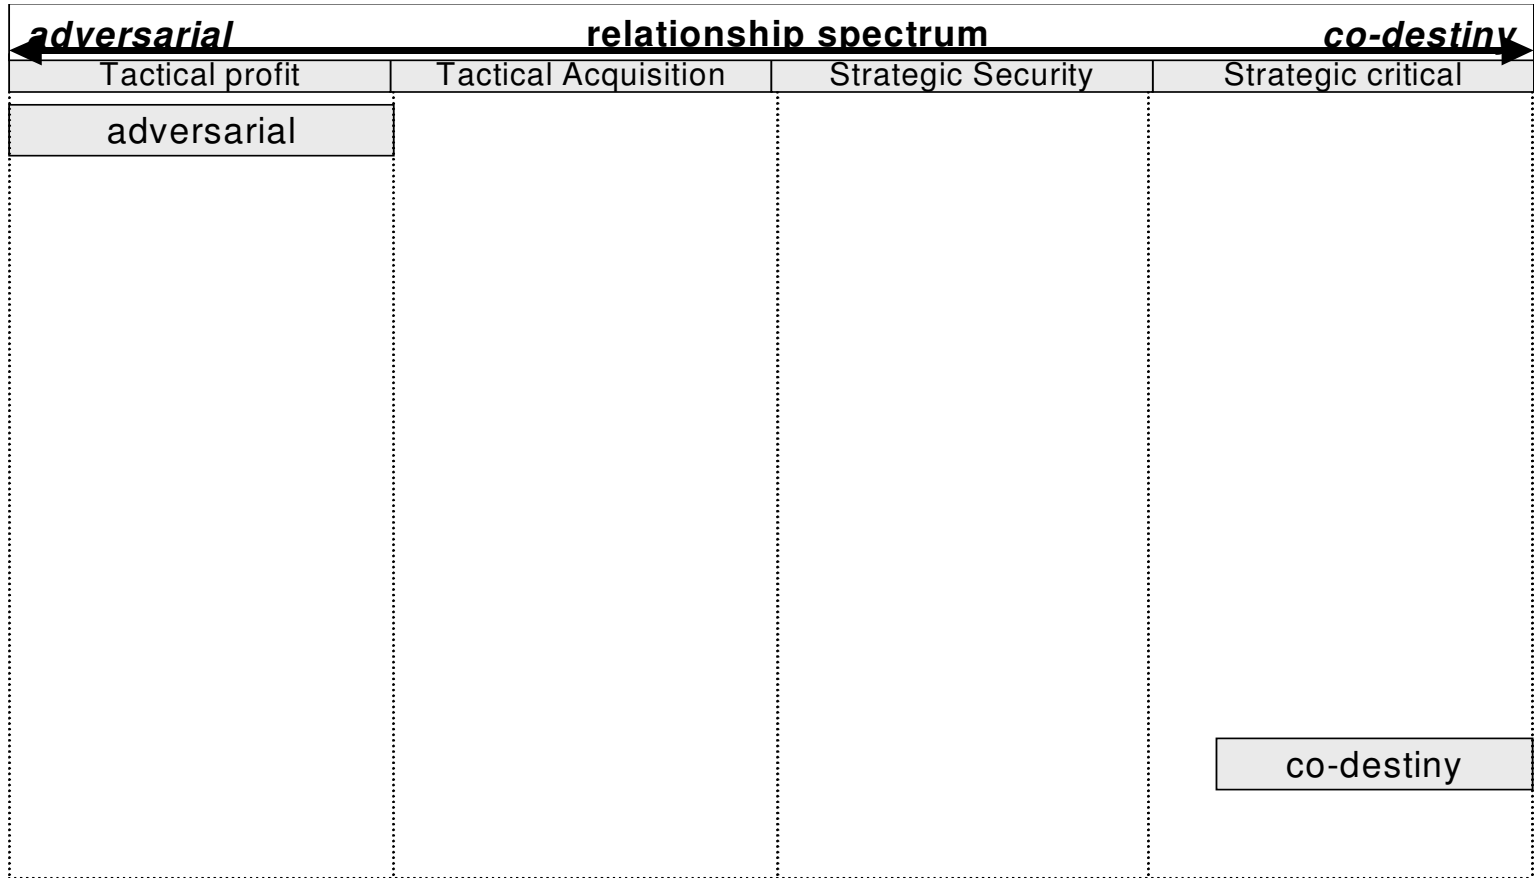 adversarial relationship spectrum co-destiny
Tactical profit Tactical Acquisition Strategic Security Strategic critical
adversarial
co-destiny